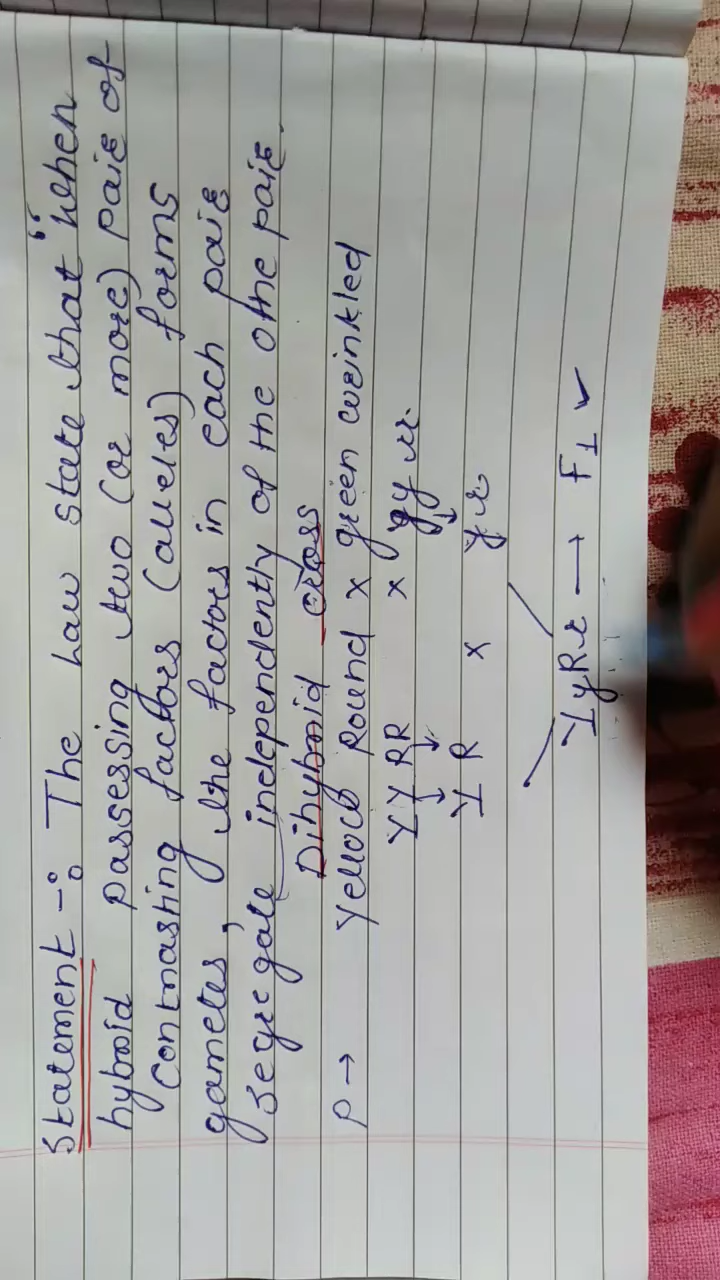 Statement -: The Law state that "when
hybrid passessing two (or more) pair of
contrasting factors (alleles) forms
gametes, the factors in each pair
segregate independently of the othe pair.
Dihybrid cross
P → Yellow Round x green wrinkled
YYRR x yyrr
YR x yr
YyRr → F1 ✓